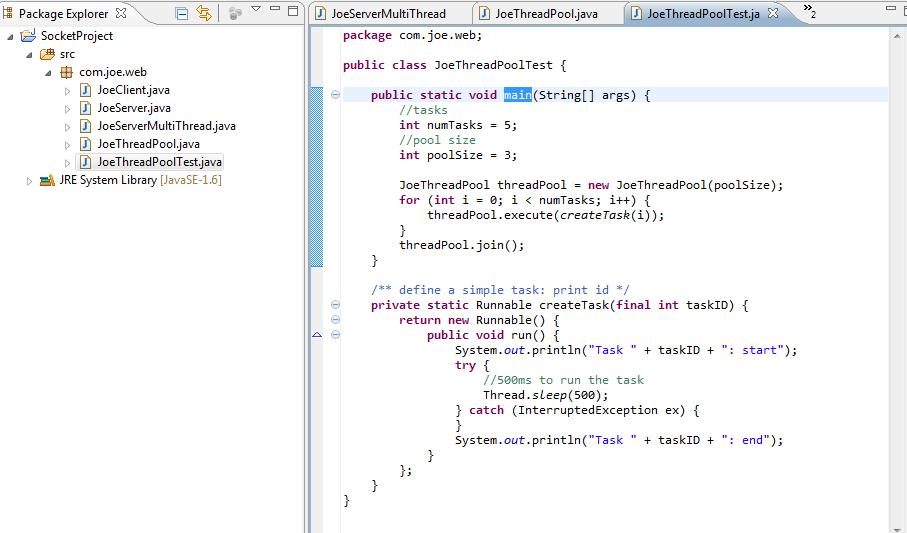 Package Explorer
SocketProject
src
com.joe.web
JoeClient.java
JoeServer.java
JoeServerMultiThread.java
JoeThreadPool.java
JoeThreadPoolTest.java
JRE System Library [JavaSE-1.6]
JoeServerMultiThread
JoeThreadPool.java
JoeThreadPoolTest.ja
»2
package com.joe.web;
public class JoeThreadPoolTest {
public static void main(String[] args) {
//tasks
int numTasks = 5;
//pool size
int poolSize = 3;
JoeThreadPool threadPool = new JoeThreadPool(poolSize);
for (int i = 0; i < numTasks; i++) {
threadPool.execute(createTask(i));
}
threadPool.join();
}
/** define a simple task: print id */
private static Runnable createTask(final int taskID) {
return new Runnable() {
public void run() {
System.out.println("Task " + taskID + ": start");
try {
//500ms to run the task
Thread.sleep(500);
} catch (InterruptedException ex) {
}
System.out.println("Task " + taskID + ": end");
}
};
}
}